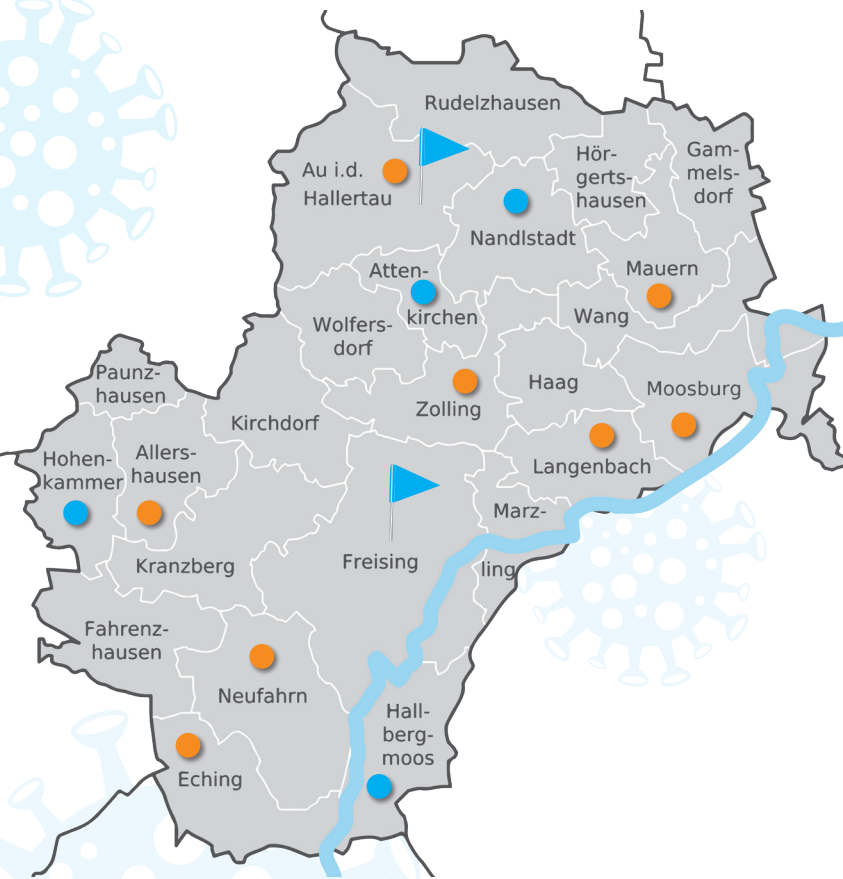 Rudelzhausen
Au i.d.
Hallertau
Hör-
gerts-
hausen
Gam-
mels-
dorf
Nandlstadt
Atten-
kirchen
Mauern
Wolfers-
dorf
Wang
Paunz-
hausen
Haag
Moosburg
Zolling
Kirchdorf
Hohen-
kammer
Allers-
hausen
Langenbach
Marz-
ling
Freising
Kranzberg
Fahrenz-
hausen
Neufahrn
Hall-
berg-
moos
Eching